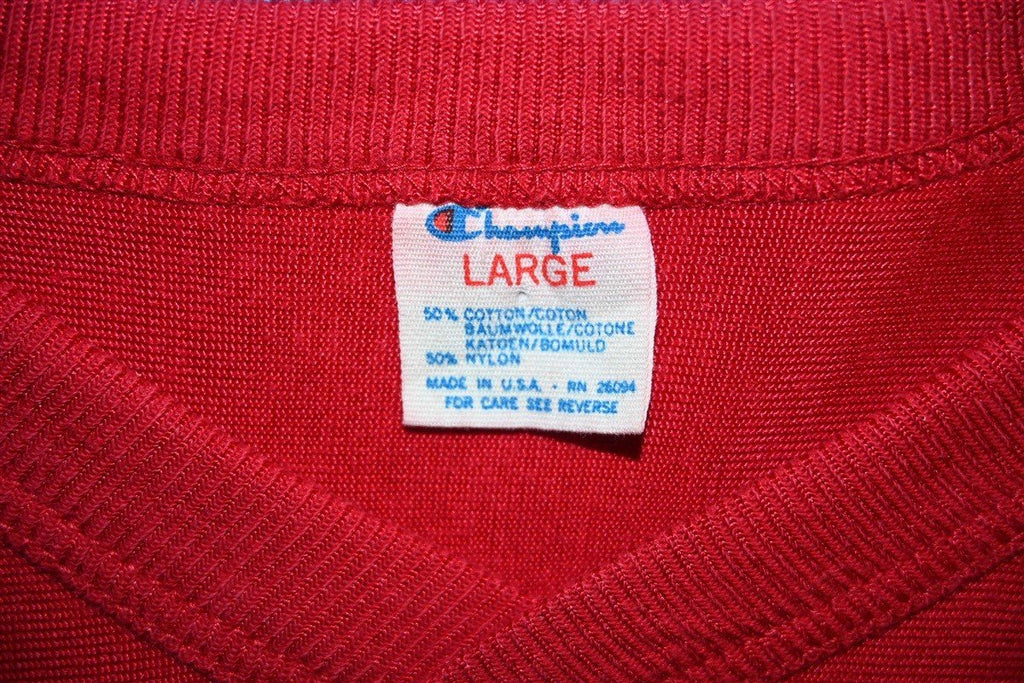 Champion
LARGE
50% COTTON/COTON
BAUMWOLLE/COTONE
KATOEN/BOMULD
50% NYLON
MADE IN U.S.A. - RN 26094
FOR CARE SEE REVERSE